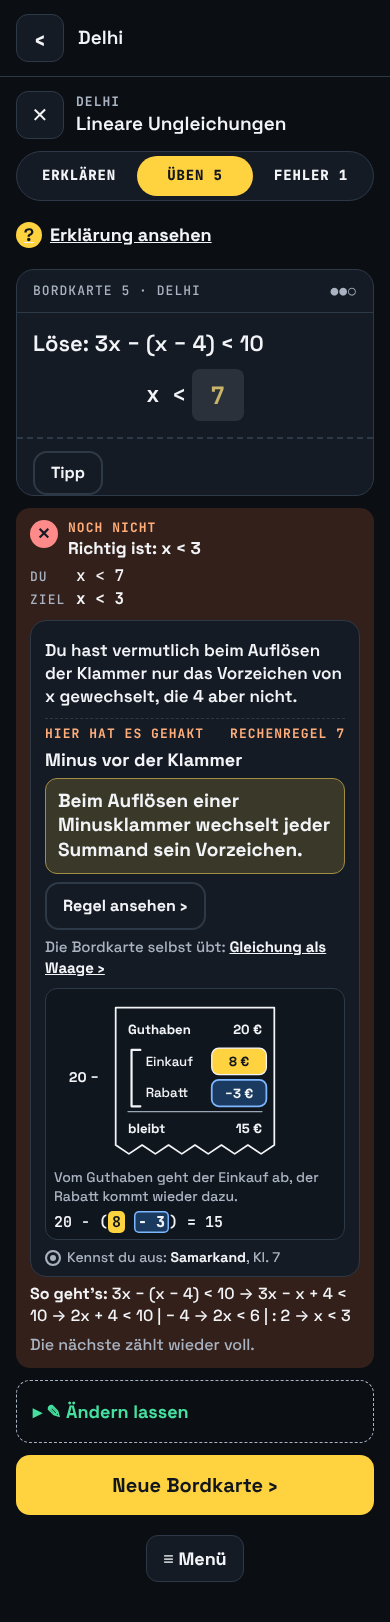 < Delhi
✕ DELHI
Lineare Ungleichungen
ERKLÄREN ÜBEN 5 FEHLER 1
? Erklärung ansehen
BORDKARTE 5 · DELHI ●●○
Löse: 3x − (x − 4) < 10
x < 7
Tipp
✕ NOCH NICHT
Richtig ist: x < 3
DU x < 7
ZIEL x < 3
Du hast vermutlich beim Auflösen
der Klammer nur das Vorzeichen von
x gewechselt, die 4 aber nicht.
HIER HAT ES GEHAKT RECHENREGEL 7
Minus vor der Klammer
Beim Auflösen einer
Minusklammer wechselt jeder
Summand sein Vorzeichen.
Regel ansehen >
Die Bordkarte selbst übt: Gleichung als
Waage >
Guthaben 20 €
Einkauf 8 €
20 −
Rabatt −3 €
bleibt 15 €
Vom Guthaben geht der Einkauf ab, der
Rabatt kommt wieder dazu.
20 - (8 - 3) = 15
Kennst du aus: Samarkand, Kl. 7
So geht's: 3x − (x − 4) < 10 → 3x − x + 4 <
10 → 2x + 4 < 10 | − 4 → 2x < 6 | : 2 → x < 3
Die nächste zählt wieder voll.
▸ ✎ Ändern lassen
Neue Bordkarte >
≡ Menü